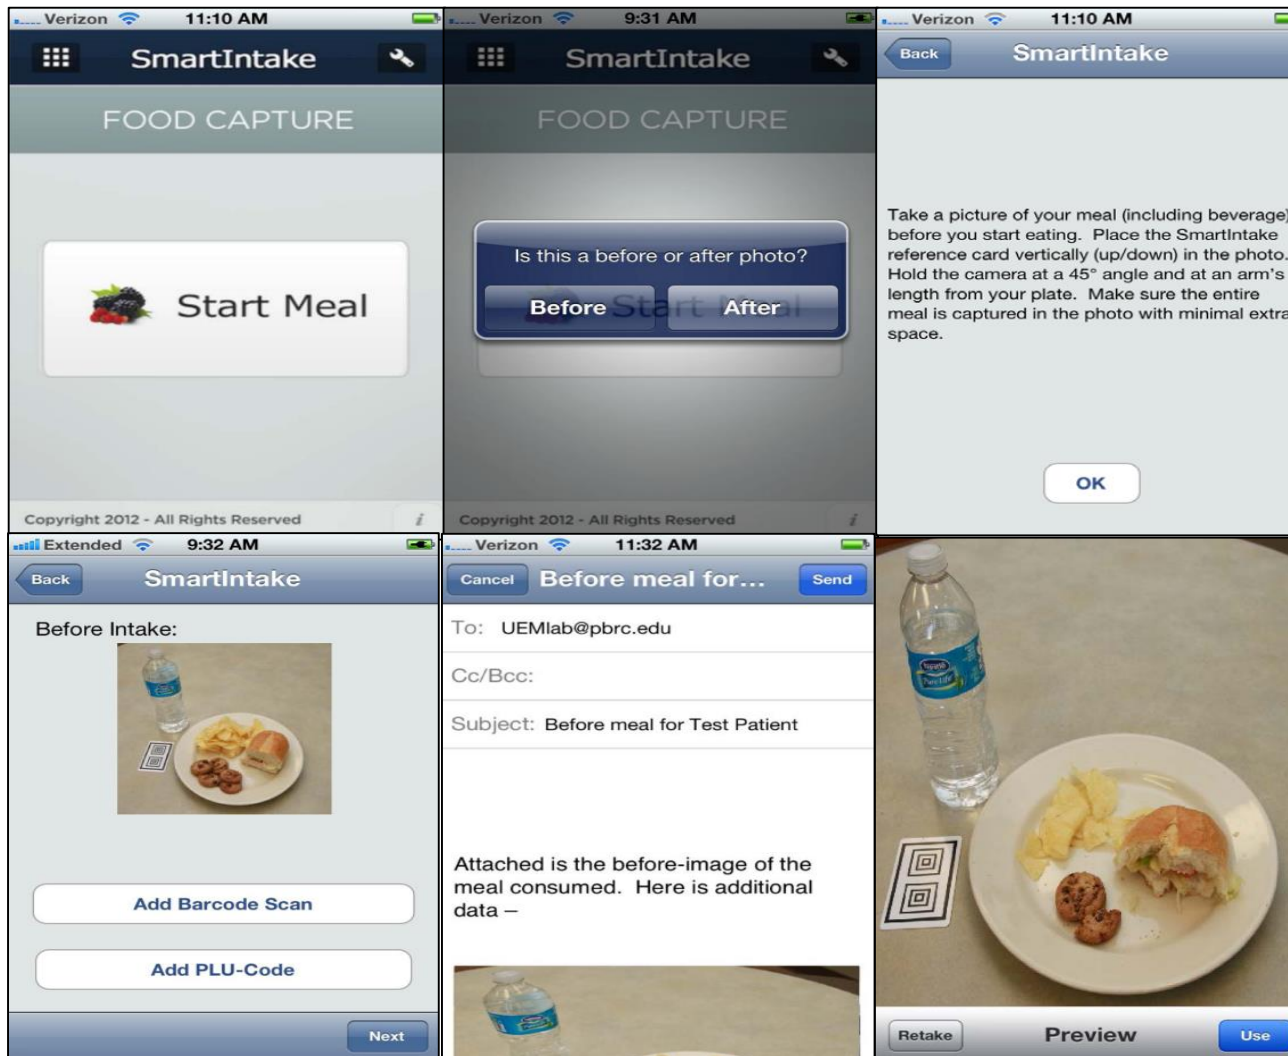 Verizon 11:10 AM
SmartIntake
FOOD CAPTURE
Start Meal
Copyright 2012 - All Rights Reserved
i
Verizon 9:31 AM
SmartIntake
FOOD CAPTURE
Is this a before or after photo?
Before After
Start Meal
Copyright 2012 - All Rights Reserved
i
Verizon 11:10 AM
Back SmartIntake
Take a picture of your meal (including beverage)
before you start eating. Place the SmartIntake
reference card vertically (up/down) in the photo.
Hold the camera at a 45° angle and at an arm's
length from your plate. Make sure the entire
meal is captured in the photo with minimal extra
space.
OK
Extended 9:32 AM
Back SmartIntake
Before Intake:
Add Barcode Scan
Add PLU-Code
Next
Verizon 11:32 AM
Cancel Before meal for... Send
To: UEMlab@pbrc.edu
Cc/Bcc:
Subject: Before meal for Test Patient
Attached is the before-image of the
meal consumed. Here is additional
data –
Pure Life
Retake Preview Use